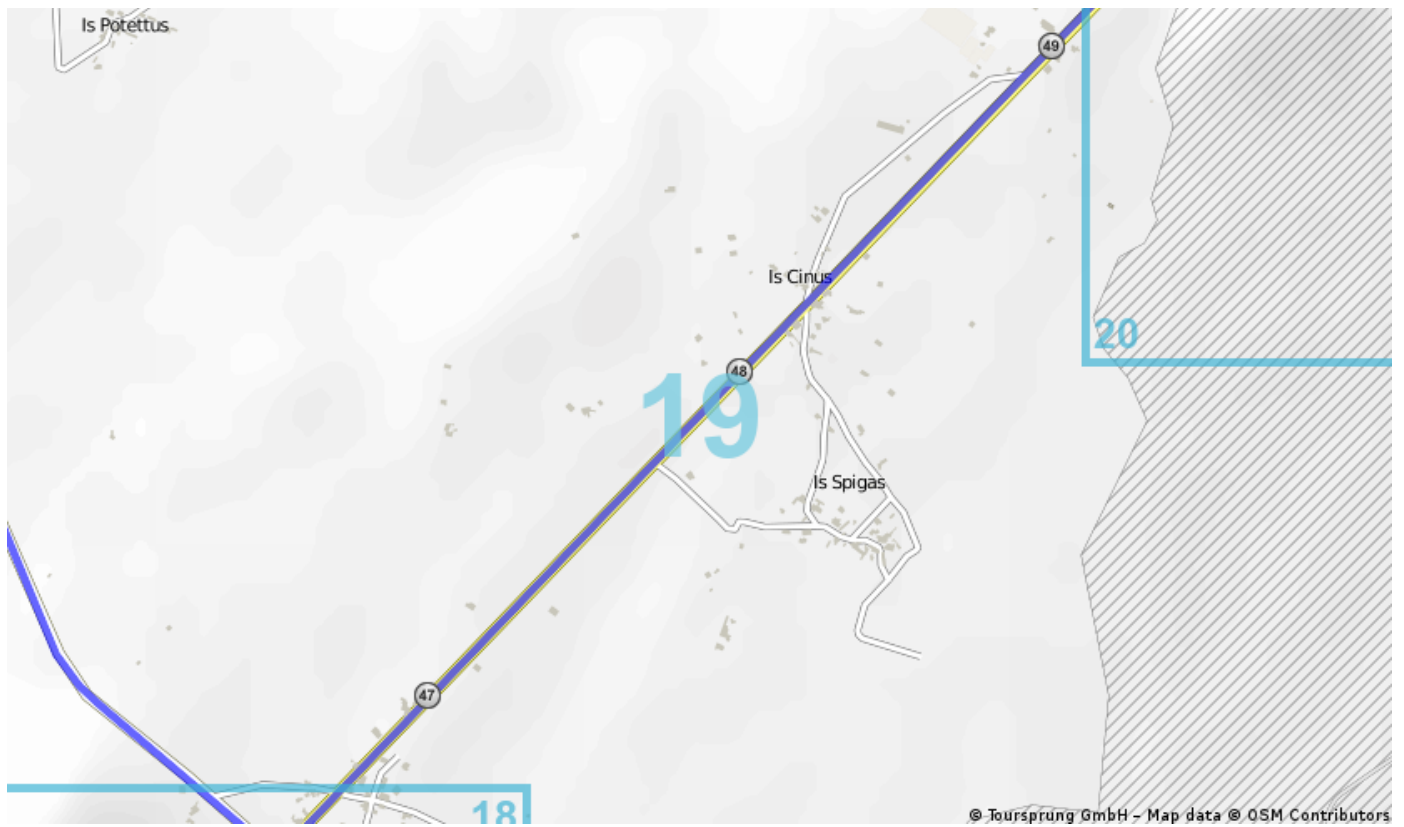 Is Potettus
49
Is Cinus
20
48
19
Is Spigas
47
18
© Toursprung GmbH – Map data © OSM Contributors